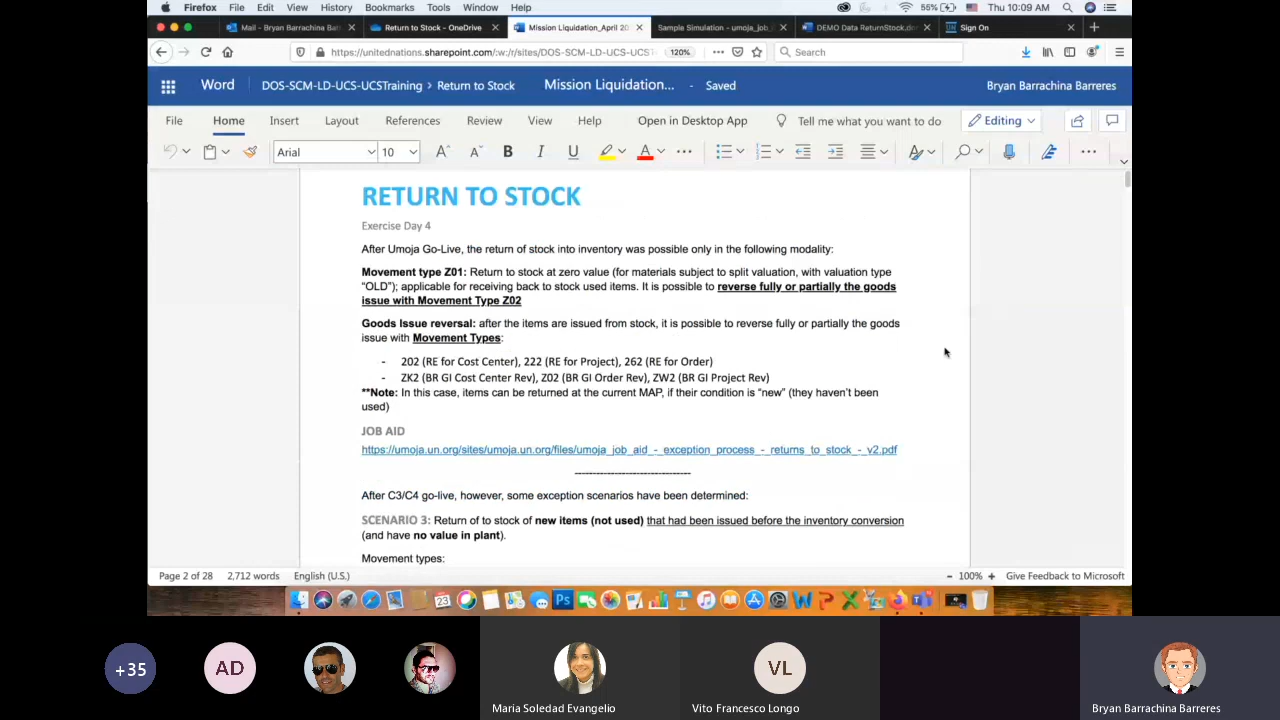 Firefox File Edit View History Bookmarks Tools Window Help 55% Thu 10:09 AM
Mail - Bryan Barrachina Barr Return to Stock - OneDrive Mission Liquidation_April 20 Sample Simulation - umoja_job_ DEMO Data ReturnStock.do Sign On
https://unitednations.sharepoint.com/:w:/r/sites/DOS-SCM-LD-UCS-UCST 120% Search
Word DOS-SCM-LD-UCS-UCSTraining > Return to Stock Mission Liquidation... - Saved Bryan Barrachina Barreres
File Home Insert Layout References Review View Help Open in Desktop App Tell me what you want to do Editing
Arial 10 A A B I U A
RETURN TO STOCK
Exercise Day 4
After Umoja Go-Live, the return of stock into inventory was possible only in the following modality:
Movement type Z01: Return to stock at zero value (for materials subject to split valuation, with valuation type
"OLD"); applicable for receiving back to stock used items. It is possible to reverse fully or partially the goods
issue with Movement Type Z02
Goods Issue reversal: after the items are issued from stock, it is possible to reverse fully or partially the goods
issue with Movement Types:
- 202 (RE for Cost Center), 222 (RE for Project), 262 (RE for Order)
- ZK2 (BR GI Cost Center Rev), Z02 (BR GI Order Rev), ZW2 (BR GI Project Rev)
**Note: In this case, items can be returned at the current MAP, if their condition is "new" (they haven't been
used)
JOB AID
https://umoja.un.org/sites/umoja.un.org/files/umoja_job_aid_-_exception_process_-_returns_to_stock_-_v2.pdf
------------------------------
After C3/C4 go-live, however, some exception scenarios have been determined:
SCENARIO 3: Return of to stock of new items (not used) that had been issued before the inventory conversion
(and have no value in plant).
Movement types:
Page 2 of 28 2,712 words English (U.S.) - 100% + Give Feedback to Microsoft
23 Ps
+35 AD VL
Maria Soledad Evangelio Vito Francesco Longo Bryan Barrachina Barreres